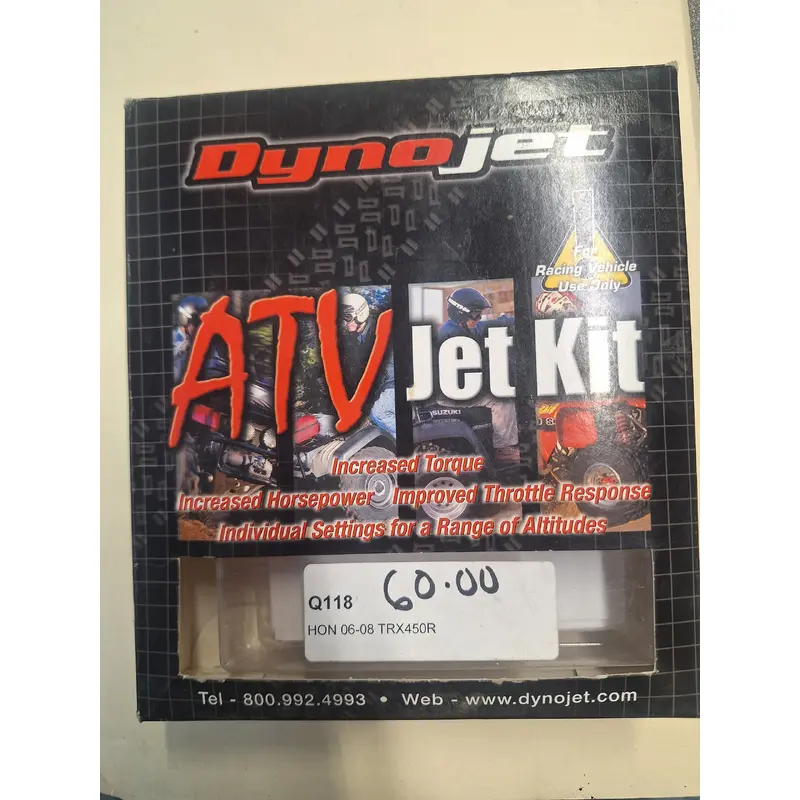 Dynojet
For
Racing Vehicle
Use Only
ATV Jet Kit
SUZUKI
Increased Torque
Increased Horsepower Improved Throttle Response
Individual Settings for a Range of Altitudes
Q118 60.00
HON 06-08 TRX450R
Tel - 800.992.4993 • Web - www.dynojet.com